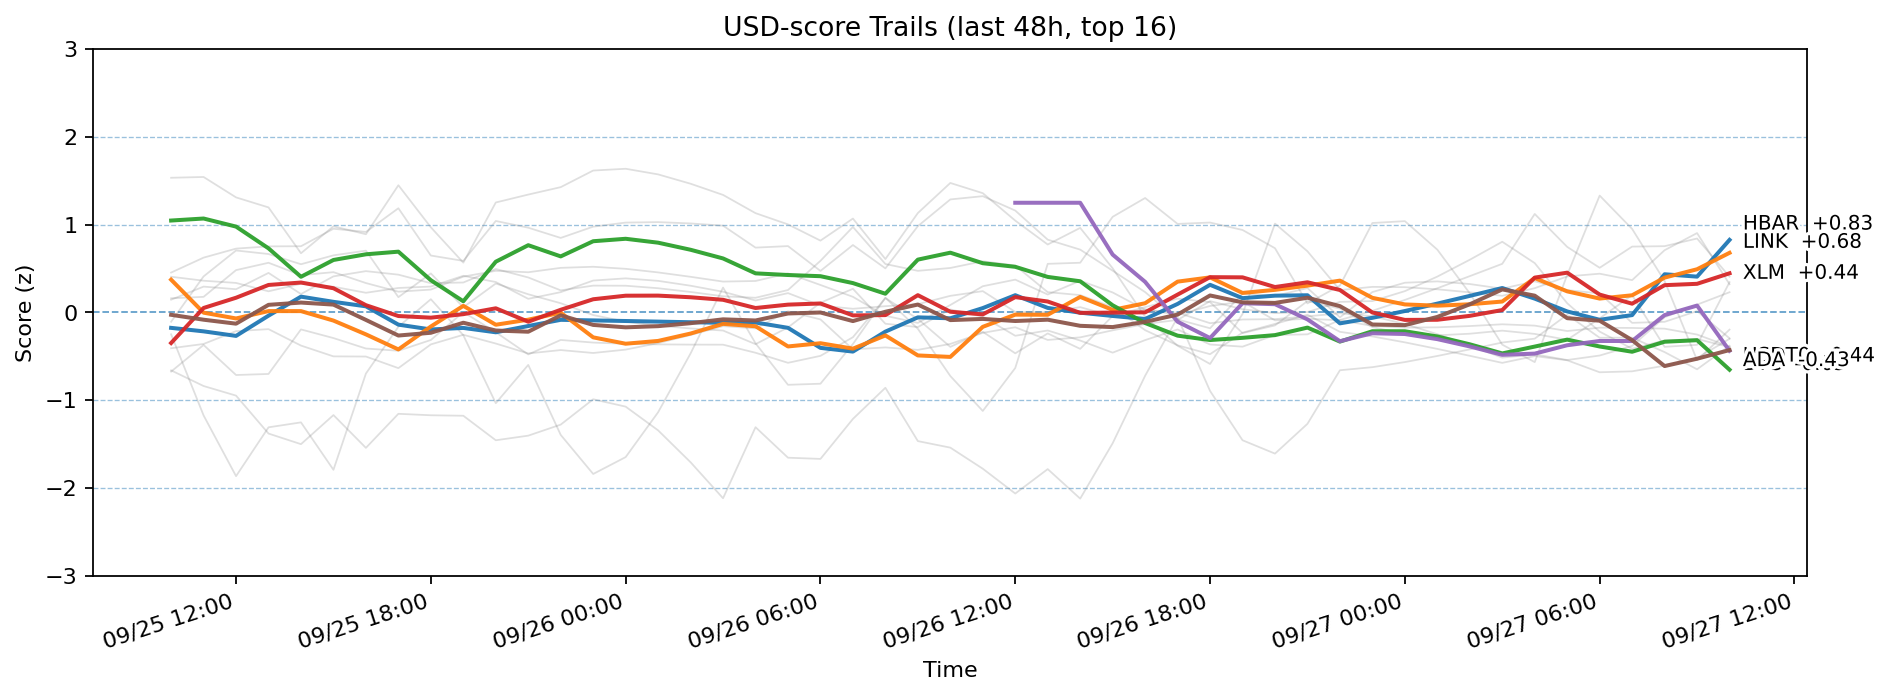 USD-score Trails (last 48h, top 16)
3
2
1
0
−1
−2
−3
Score (z)
HBAR +0.83
LINK +0.68
XLM +0.44
ADA -0.43
09/25 12:00
09/25 18:00
09/26 00:00
09/26 06:00
09/26 12:00
09/26 18:00
09/27 00:00
09/27 06:00
09/27 12:00
Time